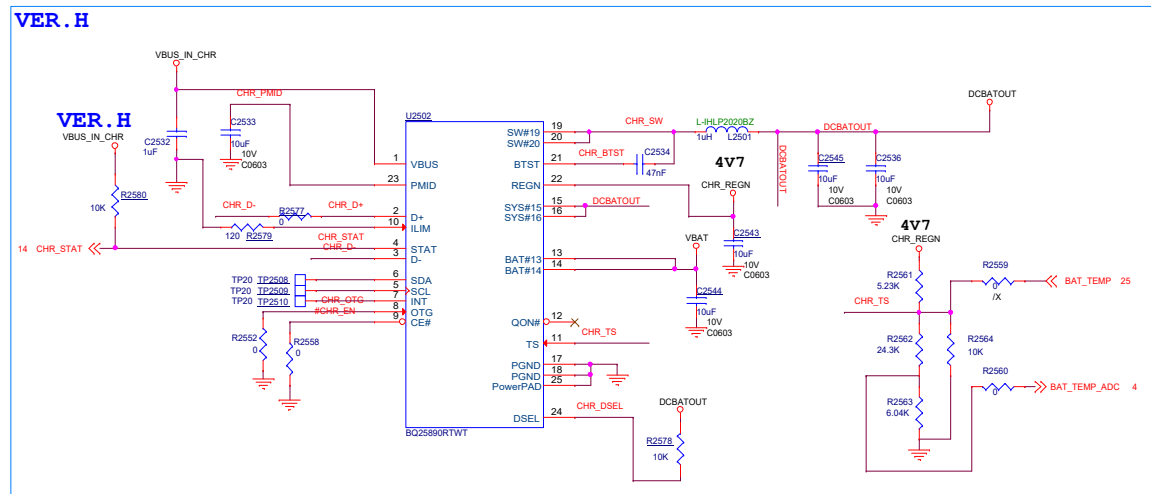 VER.H
VBUS_IN_CHR
VER.H
VBUS_IN_CHR
CHR_PMID
C2532
1uF
C2533
10uF
10V
C0603
R2580
10K
14 CHR_STAT
CHR_D-
R2577
0
CHR_D+
120 R2579
CHR_STAT
CHR_D-
TP20 TP2508
TP20 TP2509
TP20 TP2510
CHR_OTG
#CHR_EN
R2552
0
R2558
0
U2502
1 VBUS
23 PMID
2 D+
10 ILIM
4 STAT
3 D-
6 SDA
5 SCL
7 INT
8 OTG
9 CE#
SW#19 19
SW#20 20
BTST 21
REGN 22
SYS#15 15
SYS#16 16
BAT#13 13
BAT#14 14
QON# 12
TS 11
PGND 17
PGND 18
PowerPAD 25
DSEL 24
BQ25890RTWT
CHR_SW
L-IHLP2020BZ
1uH L2501
DCBATOUT
DCBATOUT
CHR_BTST
C2534
47nF
4V7
CHR_REGN
DCBATOUT
DCBATOUT
C2545
10uF
10V
C0603
C2536
10uF
10V
C0603
C2543
10uF
10V
C0603
VBAT
C2544
10uF
10V
C0603
CHR_TS
CHR_DSEL
DCBATOUT
R2578
10K
4V7
CHR_REGN
R2561
5.23K
R2559
0
/X
BAT_TEMP 25
CHR_TS
R2562
24.3K
R2564
10K
R2560
0
BAT_TEMP_ADC 4
R2563
6.04K